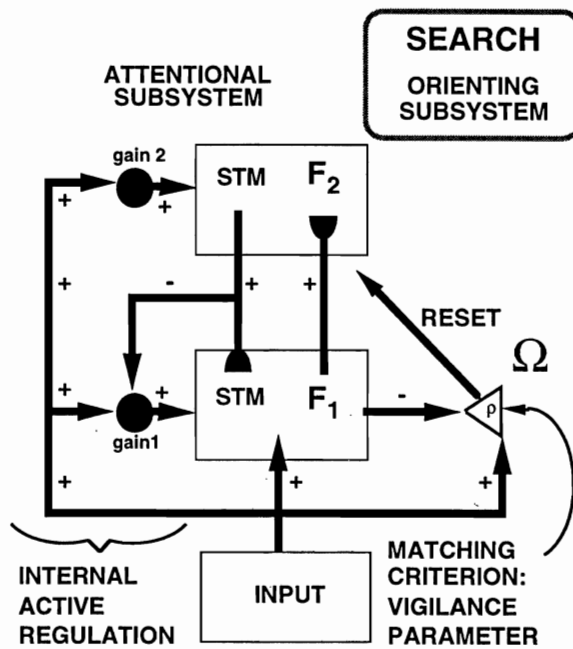 SEARCH
ORIENTING
SUBSYSTEM
ATTENTIONAL
SUBSYSTEM
gain 2
STM F2
+ +
+ - + +
RESET
Ω
+ + STM F1 - ρ
gain1
+ + +
INTERNAL
ACTIVE
REGULATION
INPUT
MATCHING
CRITERION:
VIGILANCE
PARAMETER